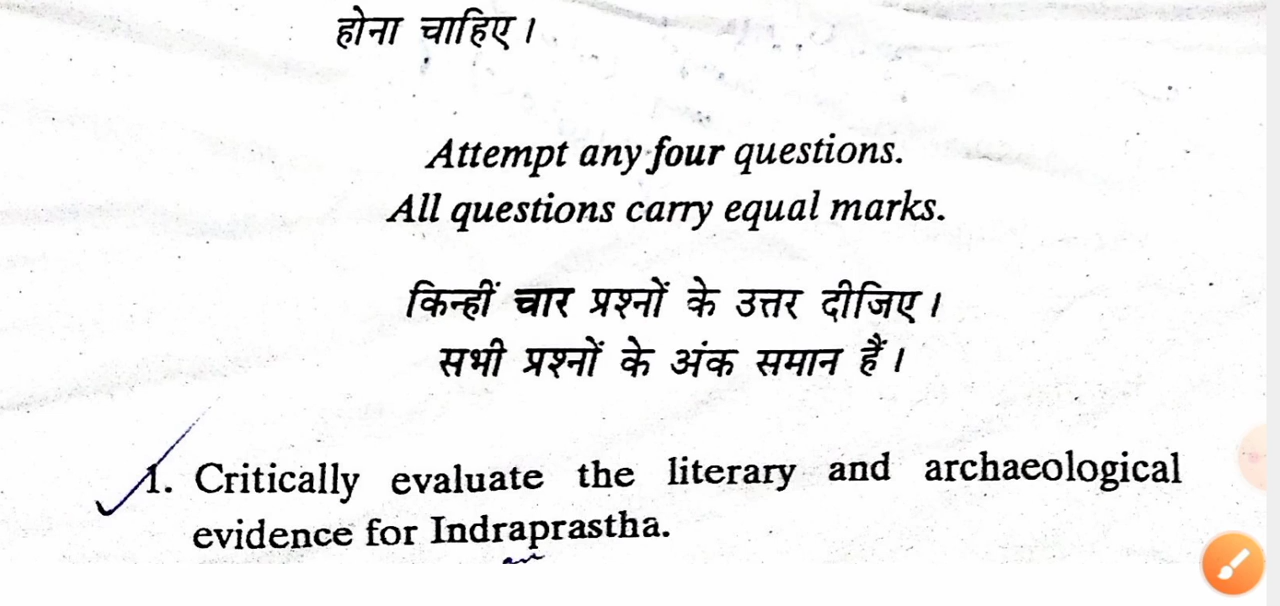 होना चाहिए।
Attempt any four questions.
All questions carry equal marks.
किन्हीं चार प्रश्नों के उत्तर दीजिए।
सभी प्रश्नों के अंक समान हैं।
1. Critically evaluate the literary and archaeological
evidence for Indraprastha.